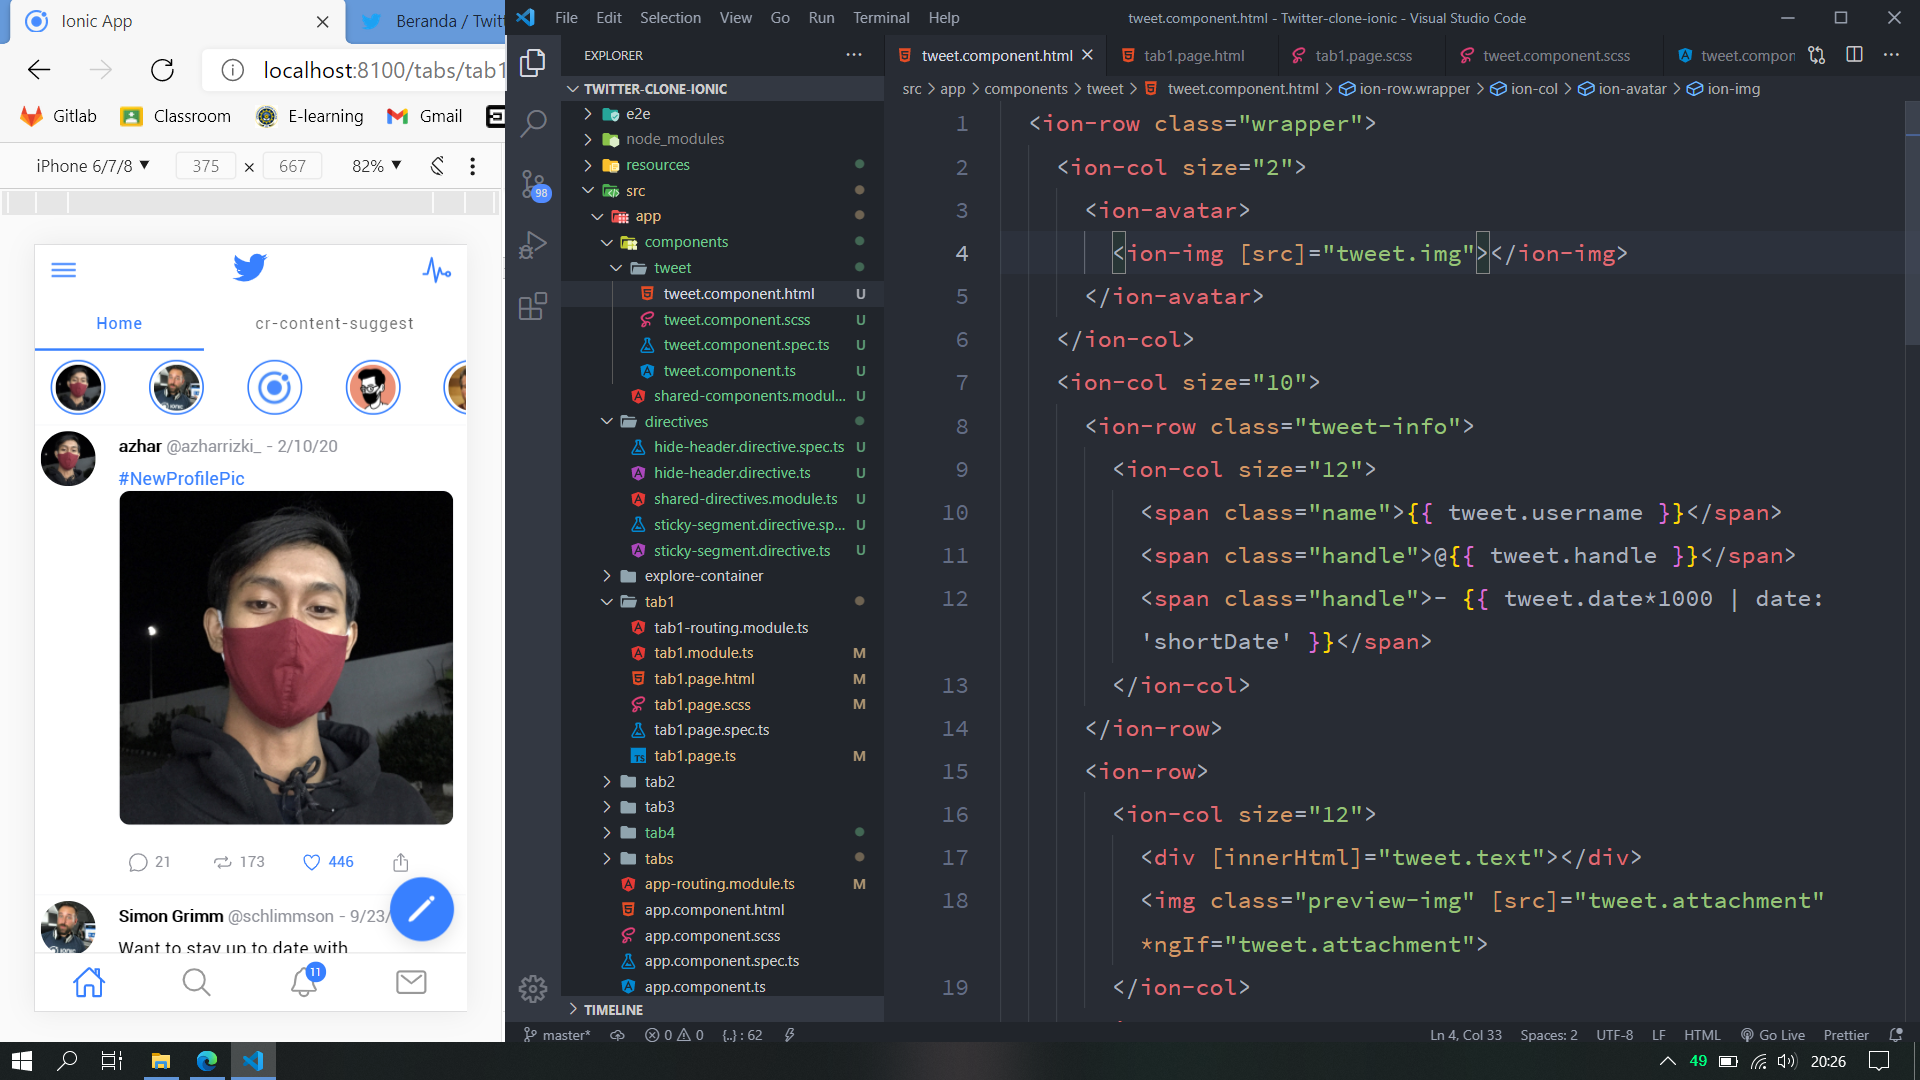 Ionic App
Beranda / Twitt
localhost:8100/tabs/tab1
Gitlab
Classroom
E-learning
Gmail
iPhone 6/7/8
375
×
667
82%
Home
cr-content-suggest
azhar @azharrizki_ - 2/10/20
#NewProfilePic
21
173
446
Simon Grimm @schlimmson - 9/23/
Want to stay up to date with
11
File Edit Selection View Go Run Terminal Help
tweet.component.html - Twitter-clone-ionic - Visual Studio Code
98
EXPLORER
TWITTER-CLONE-IONIC
e2e
node_modules
resources
src
app
components
tweet
tweet.component.html U
tweet.component.scss U
tweet.component.spec.ts U
tweet.component.ts U
shared-components.modul... U
directives
hide-header.directive.spec.ts U
hide-header.directive.ts U
shared-directives.module.ts U
sticky-segment.directive.sp... U
sticky-segment.directive.ts U
explore-container
tab1
tab1-routing.module.ts
tab1.module.ts M
tab1.page.html M
tab1.page.scss M
tab1.page.spec.ts
TS tab1.page.ts M
tab2
tab3
tab4
tabs
app-routing.module.ts M
app.component.html
app.component.scss
app.component.spec.ts
app.component.ts
TIMELINE
tweet.component.html tab1.page.html tab1.page.scss tweet.component.scss tweet.compon
src > app > components > tweet > tweet.component.html > ion-row.wrapper > ion-col > ion-avatar > ion-img
1 <ion-row class="wrapper">
2 <ion-col size="2">
3 <ion-avatar>
4 <ion-img [src]="tweet.img"></ion-img>
5 </ion-avatar>
6 </ion-col>
7 <ion-col size="10">
8 <ion-row class="tweet-info">
9 <ion-col size="12">
10 <span class="name">{{ tweet.username }}</span>
11 <span class="handle">@{{ tweet.handle }}</span>
12 <span class="handle">- {{ tweet.date*1000 | date:
'shortDate' }}</span>
13 </ion-col>
14 </ion-row>
15 <ion-row>
16 <ion-col size="12">
17 <div [innerHtml]="tweet.text"></div>
18 <img class="preview-img" [src]="tweet.attachment"
*ngIf="tweet.attachment">
19 </ion-col>
master* 0 0 {..} : 62
Ln 4, Col 33 Spaces: 2 UTF-8 LF HTML Go Live Prettier
49
20:26